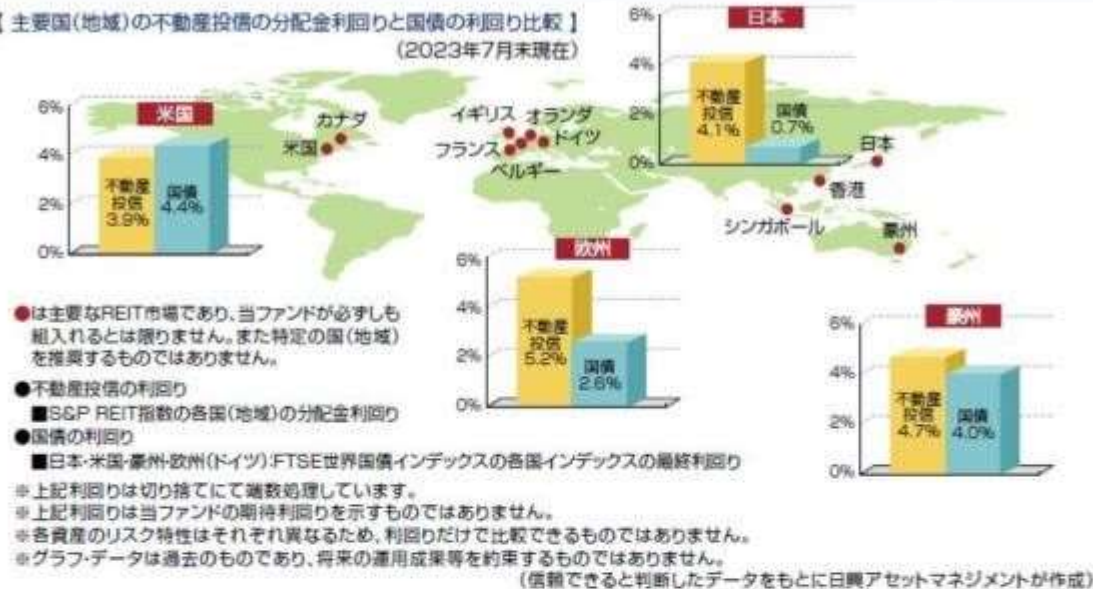 【 主要国(地域)の不動産投信の分配金利回りと国債の利回り比較 】
(2023年7月末現在)
米国
6%
4%
2%
0%
不動産
投信
3.9%
国債
4.4%
カナダ
米国
イギリス
オランダ
フランス
ドイツ
ベルギー
日本
6%
4%
2%
0%
不動産
投信
4.1%
国債
0.7%
日本
香港
シンガポール
豪州
欧州
6%
4%
2%
0%
不動産
投信
5.2%
国債
2.6%
豪州
6%
4%
2%
0%
不動産
投信
4.7%
国債
4.0%
●は主要なREIT市場であり、当ファンドが必ずしも
組入れるとは限りません。また特定の国(地域)
を推奨するものではありません。
●不動産投信の利回り
■S&P REIT指数の各国(地域)の分配金利回り
●国債の利回り
■日本・米国・豪州・欧州(ドイツ):FTSE世界国債インデックスの各国インデックスの最終利回り
※上記利回りは切り捨てにて端数処理しています。
※上記利回りは当ファンドの期待利回りを示すものではありません。
※各資産のリスク特性はそれぞれ異なるため、利回りだけで比較できるものではありません。
※グラフ・データは過去のものであり、将来の運用成果等を約束するものではありません。
(信頼できると判断したデータをもとに日興アセットマネジメントが作成)